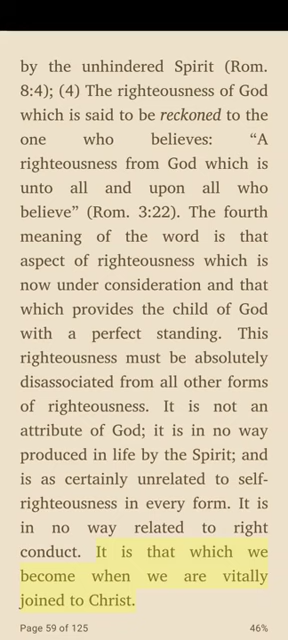 by the unhindered Spirit (Rom.
8:4); (4) The righteousness of God
which is said to be reckoned to the
one who believes: “A
righteousness from God which is
unto all and upon all who
believe” (Rom. 3:22). The fourth
meaning of the word is that
aspect of righteousness which is
now under consideration and that
which provides the child of God
with a perfect standing. This
righteousness must be absolutely
disassociated from all other forms
of righteousness. It is not an
attribute of God; it is in no way
produced in life by the Spirit; and
is as certainly unrelated to self-
righteousness in every form. It is
in no way related to right
conduct. It is that which we
become when we are vitally
joined to Christ.
Page 59 of 125 46%